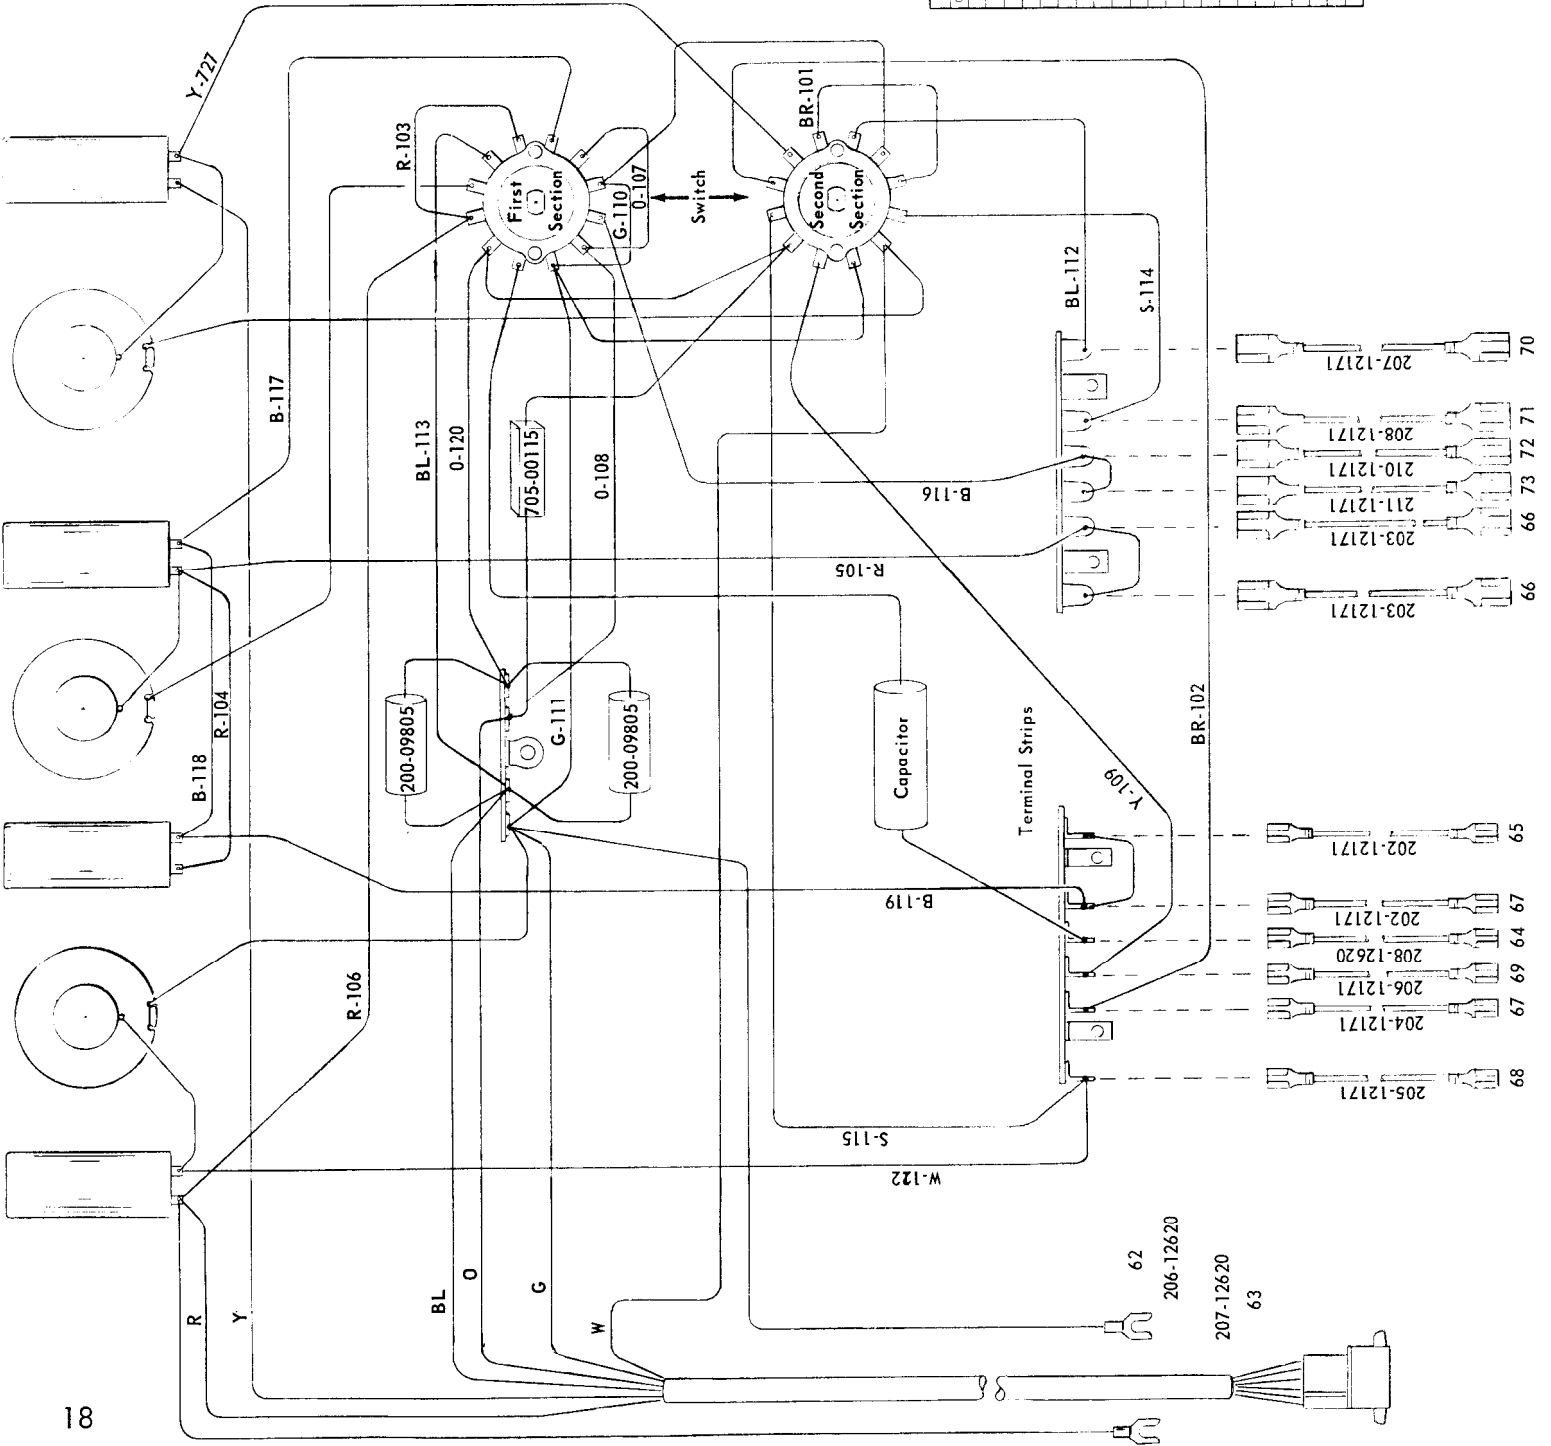 Y-727
R-103
BR-101
First
Section
G-110
0-107
Switch
Second
Section
B-117
BL-113
0-120
705-00115
0-108
BL-112
S-114
B-116
R-105
207-12171
70
208-12171
71
210-12171
72
211-12171
73
203-12171
66
203-12171
66
B-118
R-104
200-09805
G-111
200-09805
Capacitor
Terminal Strips
Y-109
BR-102
B-119
202-12171
65
202-12171
67
208-12620
64
206-12171
69
204-12171
67
205-12171
68
R-106
S-115
W-122
R
Y
BL
O
G
W
62
206-12620
207-12620
63
18